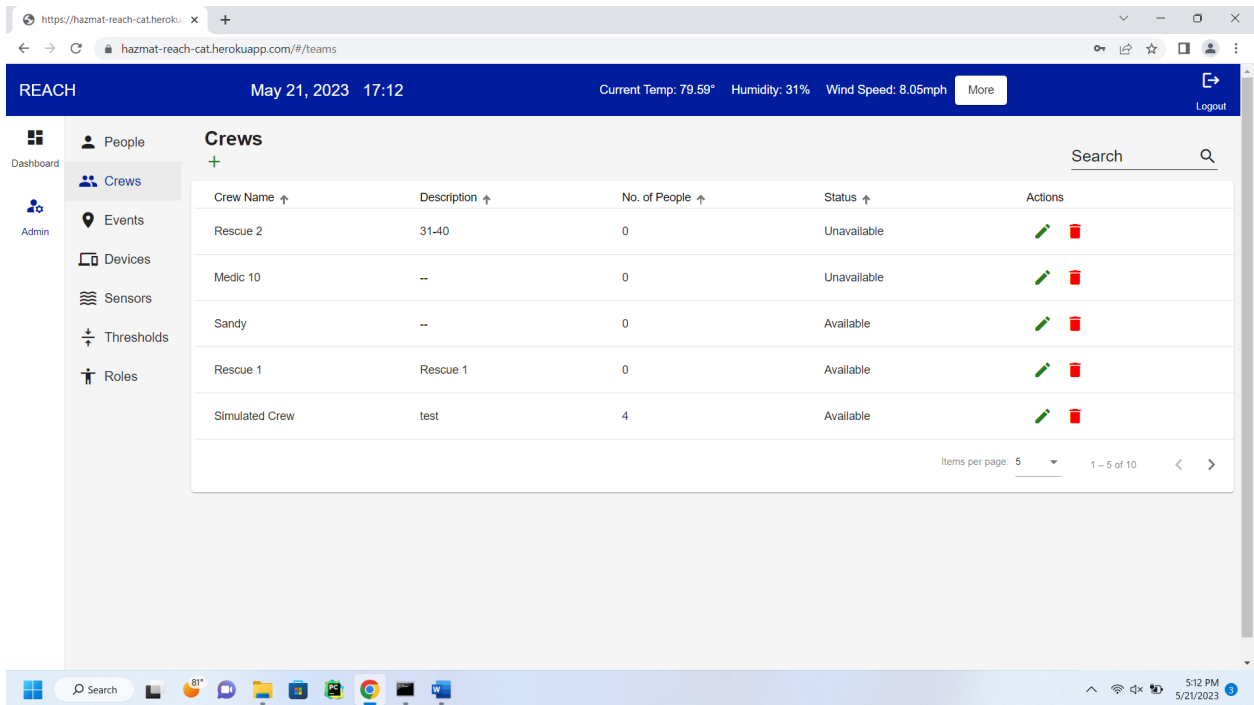 https://hazmat-reach-cat.heroku
hazmat-reach-cat.herokuapp.com/#/teams
REACH May 21, 2023 17:12 Current Temp: 79.59° Humidity: 31% Wind Speed: 8.05mph More Logout
Dashboard
Admin
People
Crews
Events
Devices
Sensors
Thresholds
Roles
Crews
Search
Crew Name Description No. of People Status Actions
Rescue 2 31-40 0 Unavailable
Medic 10 -- 0 Unavailable
Sandy -- 0 Available
Rescue 1 Rescue 1 0 Available
Simulated Crew test 4 Available
Items per page: 5 1 – 5 of 10
Search 81° PC W 5:12 PM
5/21/2023 3